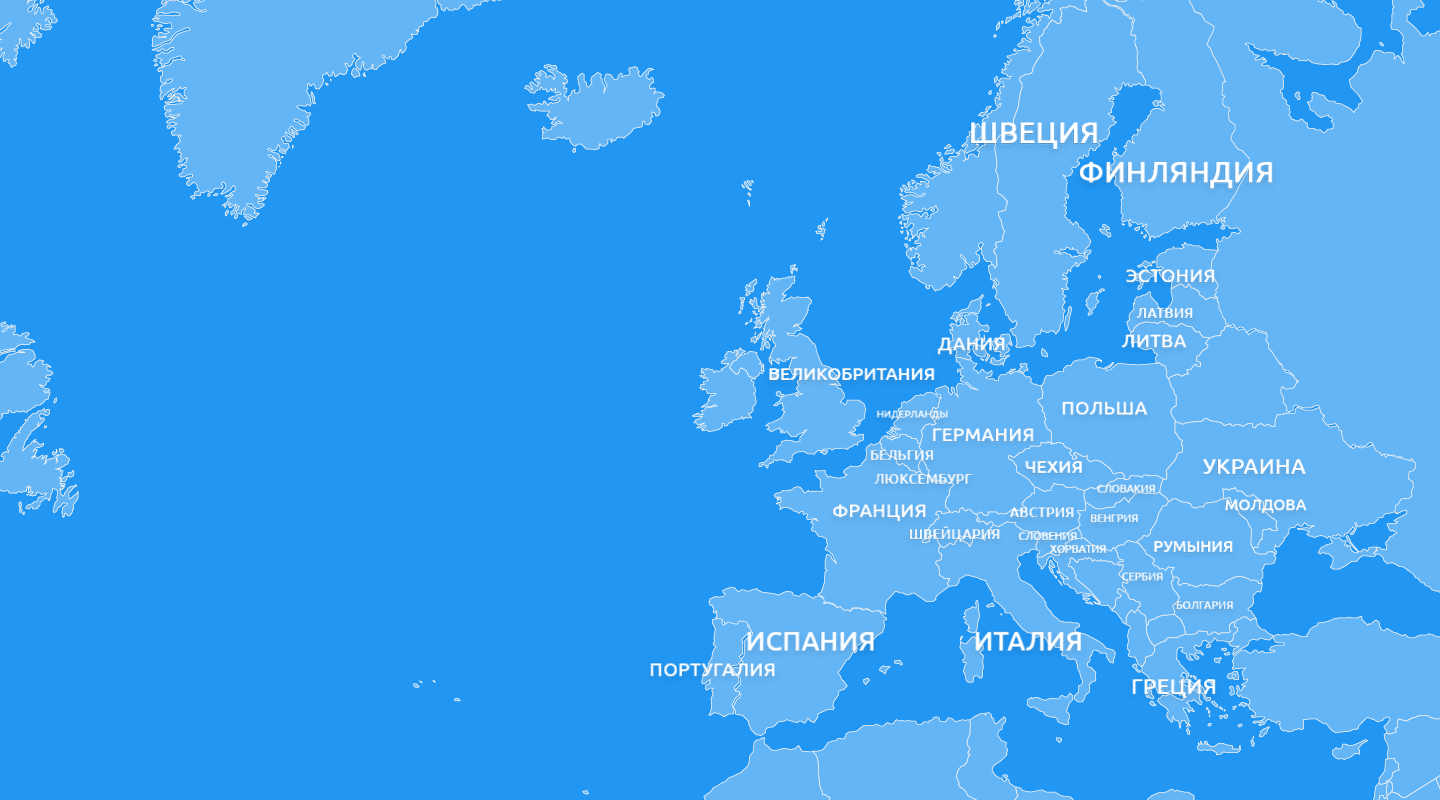 ШВЕЦИЯ
ФИНЛЯНДИЯ
ЭСТОНИЯ
ЛАТВИЯ
ЛИТВА
ДАНИЯ
ВЕЛИКОБРИТАНИЯ
ПОЛЬША
НИДЕРЛАНДЫ
ГЕРМАНИЯ
БЕЛЬГИЯ
ЧЕХИЯ
УКРАИНА
ЛЮКСЕМБУРГ
СЛОВАКИЯ
МОЛДОВА
ФРАНЦИЯ
АВСТРИЯ
ВЕНГРИЯ
ШВЕЙЦАРИЯ
СЛОВЕНИЯ
ХОРВАТИЯ
РУМЫНИЯ
СЕРБИЯ
БОЛГАРИЯ
ИСПАНИЯ
ИТАЛИЯ
ПОРТУГАЛИЯ
ГРЕЦИЯ